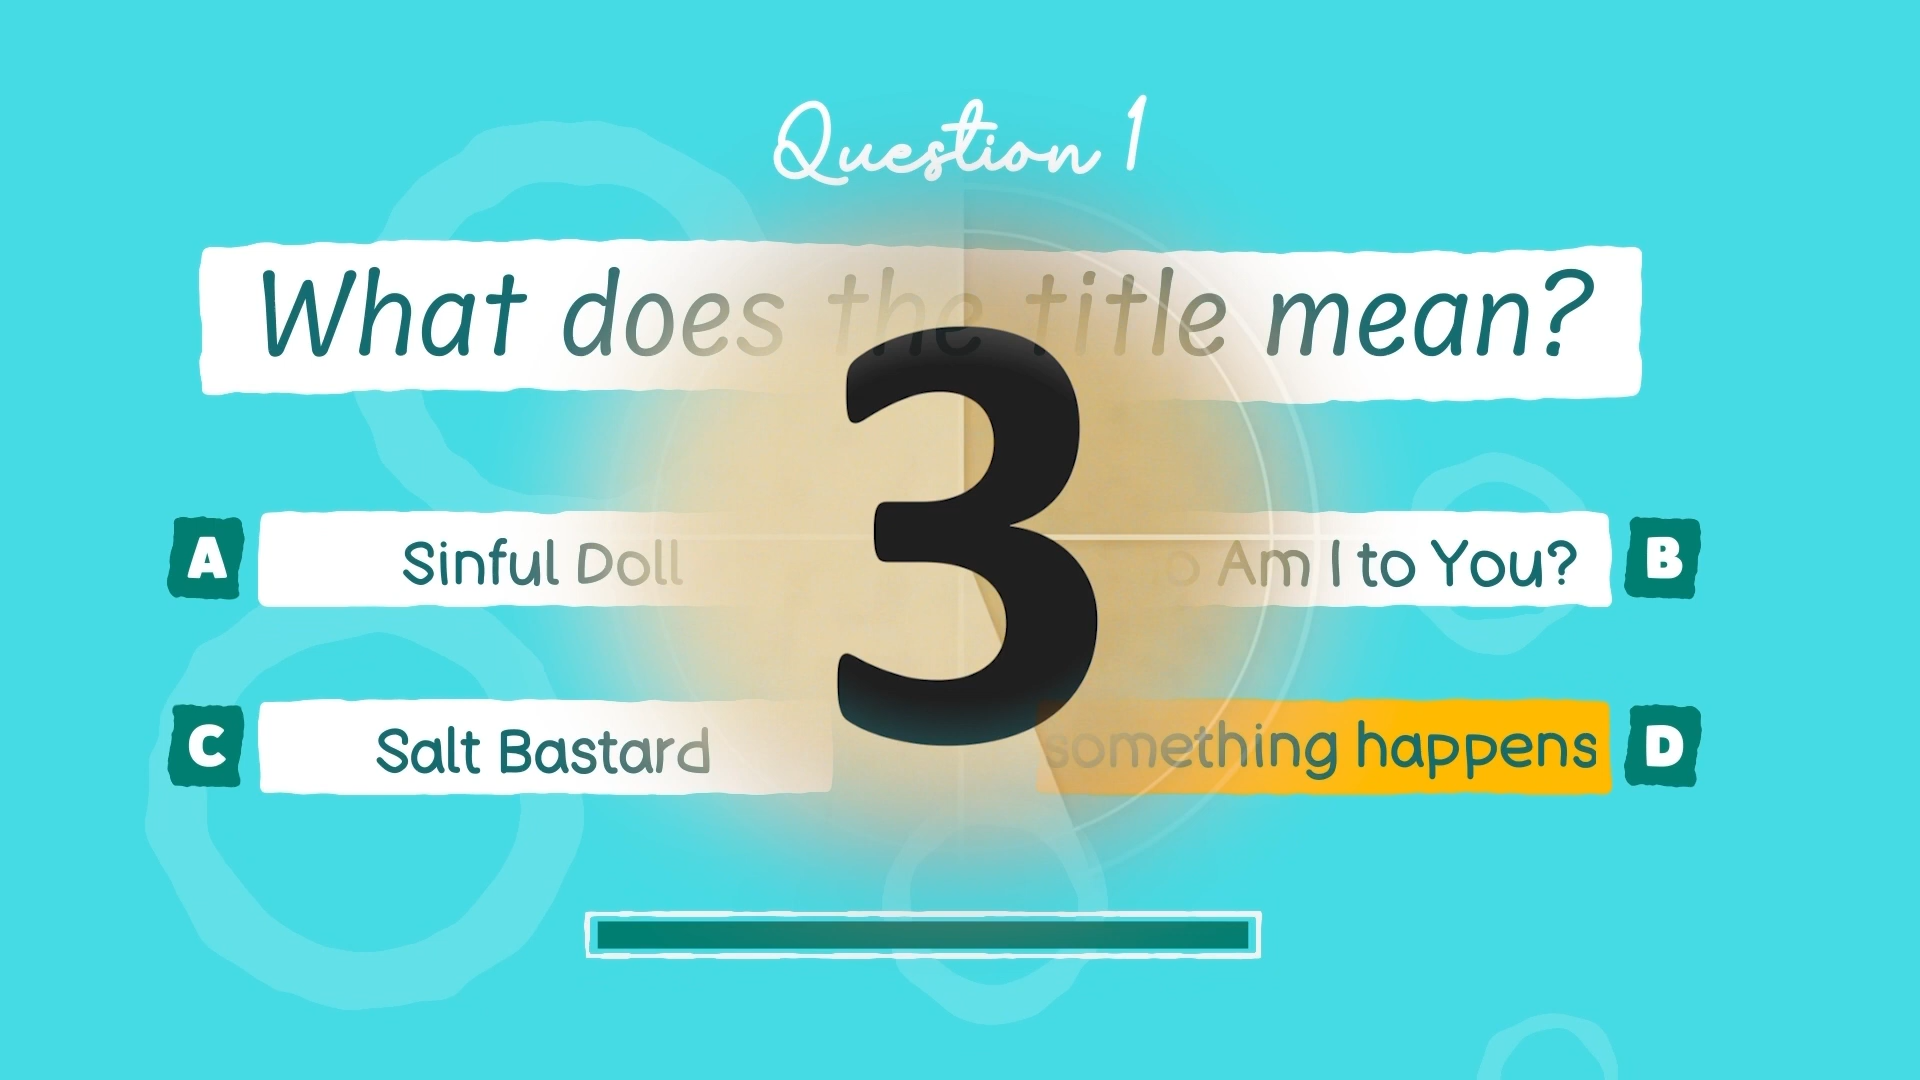 Question 1
What does the title mean?
A Sinful Doll
Am I to You? B
C Salt Bastard
something happens D
3